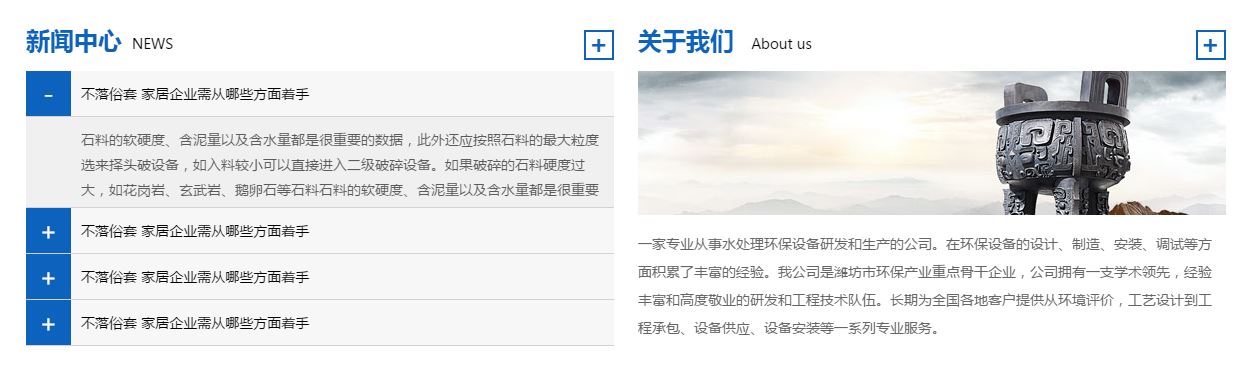 新闻中心 NEWS
+
-
不落俗套 家居企业需从哪些方面着手
石料的软硬度、含泥量以及含水量都是很重要的数据，此外还应按照石料的最大粒度
选来择头破设备，如入料较小可以直接进入二级破碎设备。如果破碎的石料硬度过
大，如花岗岩、玄武岩、鹅卵石等石料石料的软硬度、含泥量以及含水量都是很重要
+
不落俗套 家居企业需从哪些方面着手
+
不落俗套 家居企业需从哪些方面着手
+
不落俗套 家居企业需从哪些方面着手
关于我们 About us
+
一家专业从事水处理环保设备研发和生产的公司。在环保设备的设计、制造、安装、调试等方
面积累了丰富的经验。我公司是潍坊市环保产业重点骨干企业，公司拥有一支学术领先，经验
丰富和高度敬业的研发和工程技术队伍。长期为全国各地客户提供从环境评价，工艺设计到工
程承包、设备供应、设备安装等一系列专业服务。